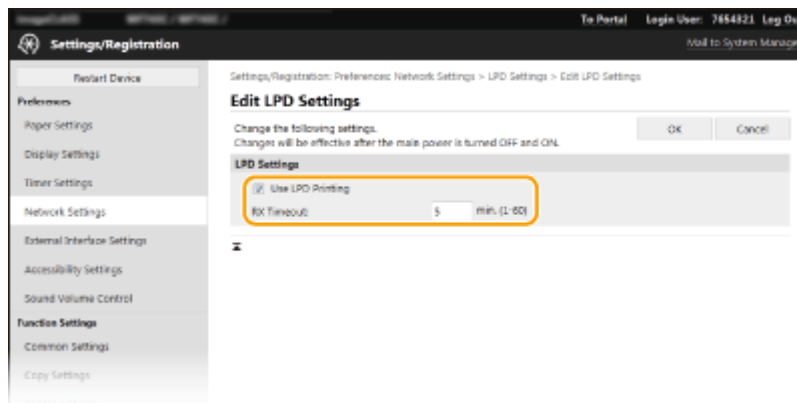 To Portal Login User: 7654321 Log Ou
Settings/Registration
Mail to System Manage
Restart Device
Settings/Registration: Preferences: Network Settings > LPD Settings > Edit LPD Settings
Preferences
Edit LPD Settings
Paper Settings
Change the following settings.
Changes will be effective after the main power is turned OFF and ON.
OK
Cancel
Display Settings
LPD Settings
Timer Settings
Use LPD Printing
Network Settings
RX Timeout: 5 min. (1-60)
External Interface Settings
Accessibility Settings
Sound Volume Control
Function Settings
Common Settings
Copy Settings